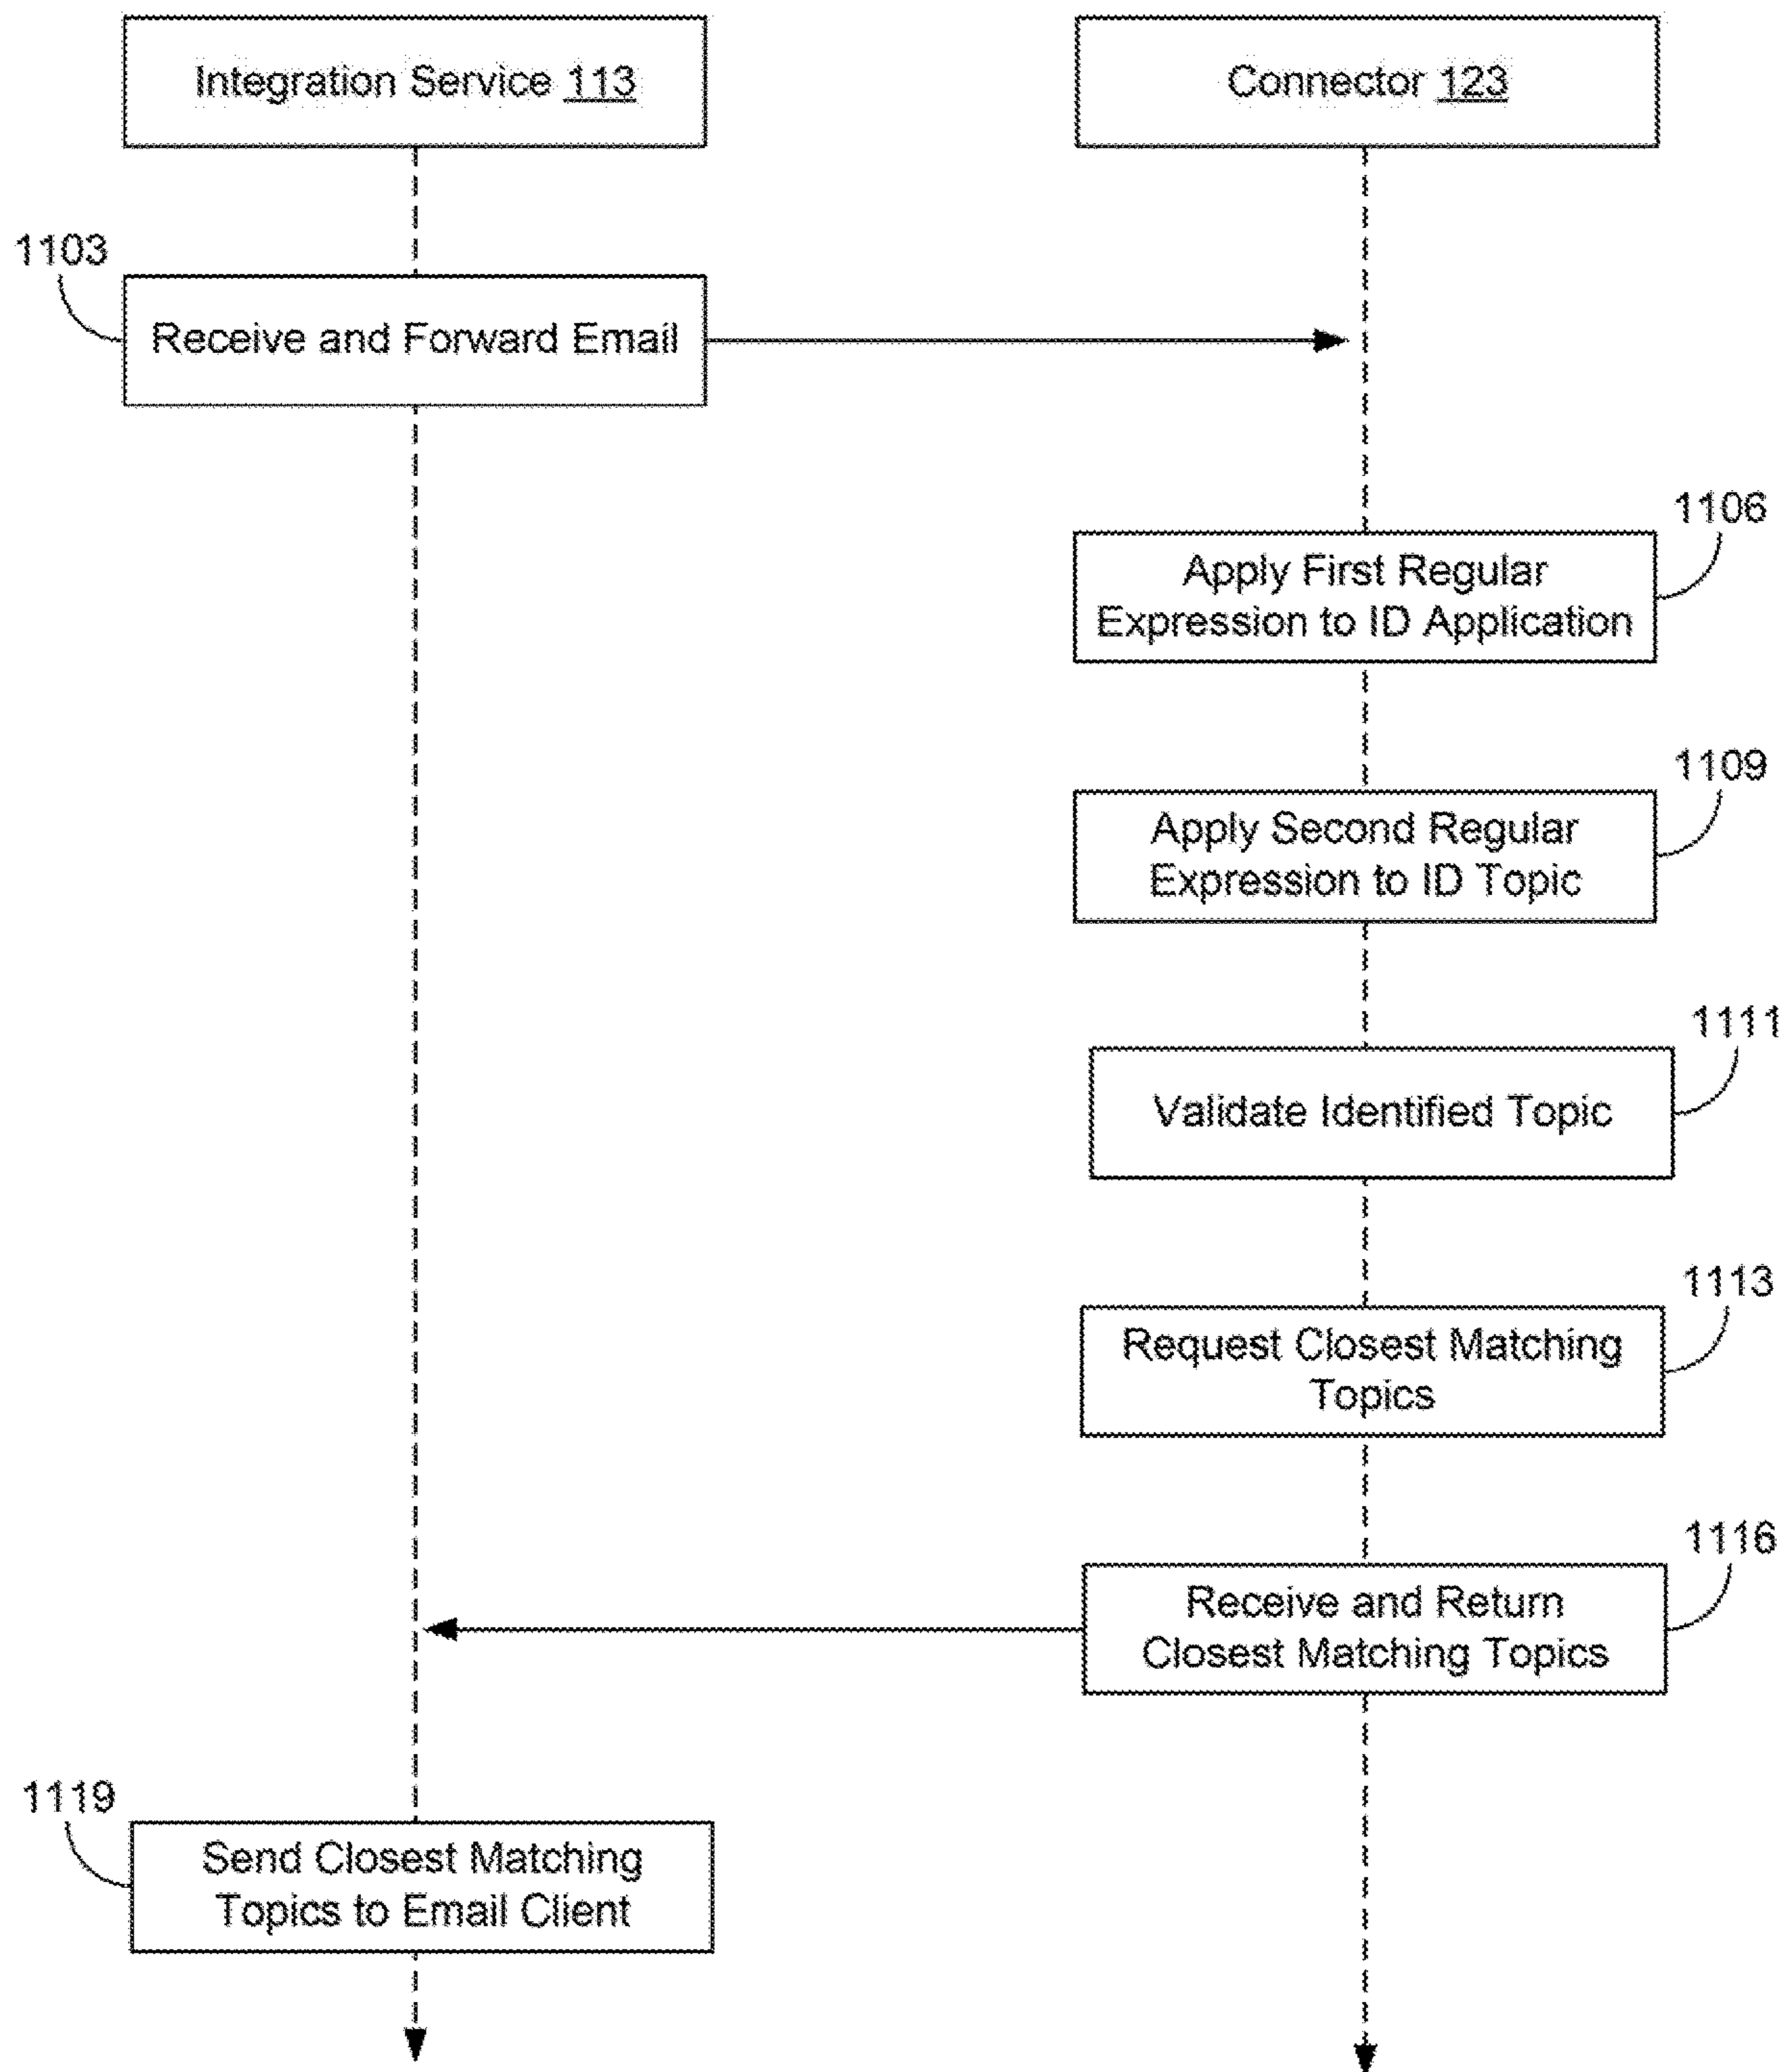 Integration Service 113
Connector 123
1103
Receive and Forward Email
1106
Apply First Regular
Expression to ID Application
1109
Apply Second Regular
Expression to ID Topic
1111
Validate Identified Topic
1113
Request Closest Matching
Topics
1116
Receive and Return
Closest Matching Topics
1119
Send Closest Matching
Topics to Email Client